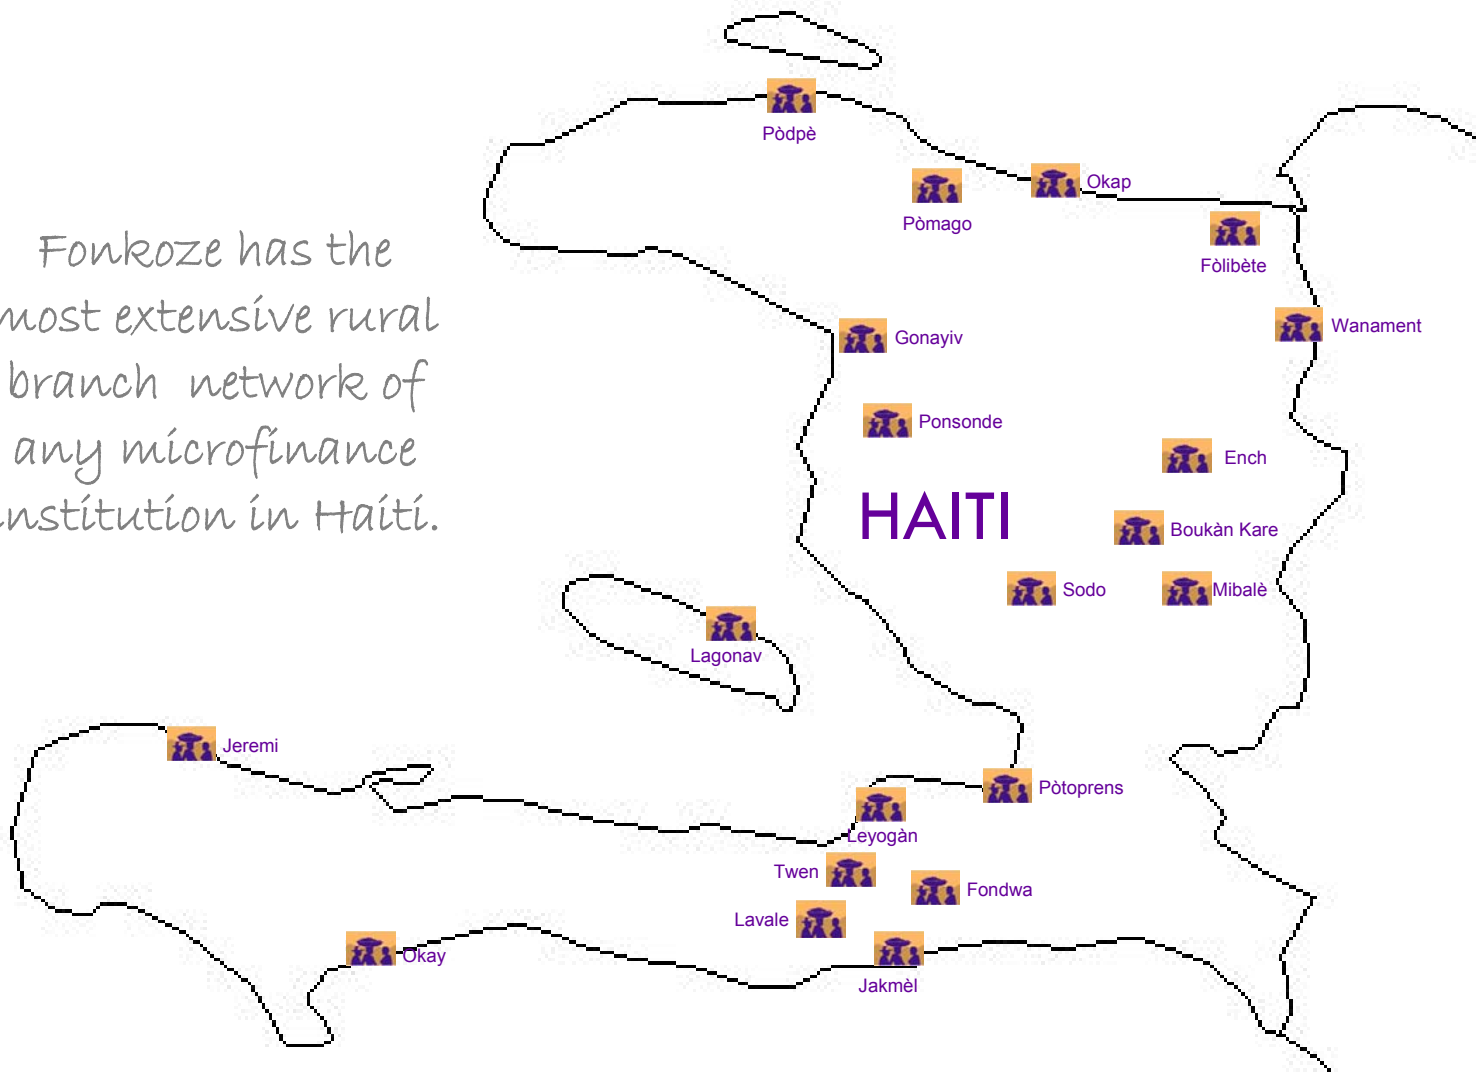 Pòdpè
Okap
Pòmago
Fòlibète
Fonkoze has the
most extensive rural
branch network of
any microfinance
institution in Haiti.
Wanament
Gonayiv
Ponsonde
Ench
HAITI
Boukàn Kare
Sodo
Mibalè
Lagonav
Jeremi
Pòtoprens
Leyogàn
Twen
Fondwa
Lavale
Okay
Jakmèl